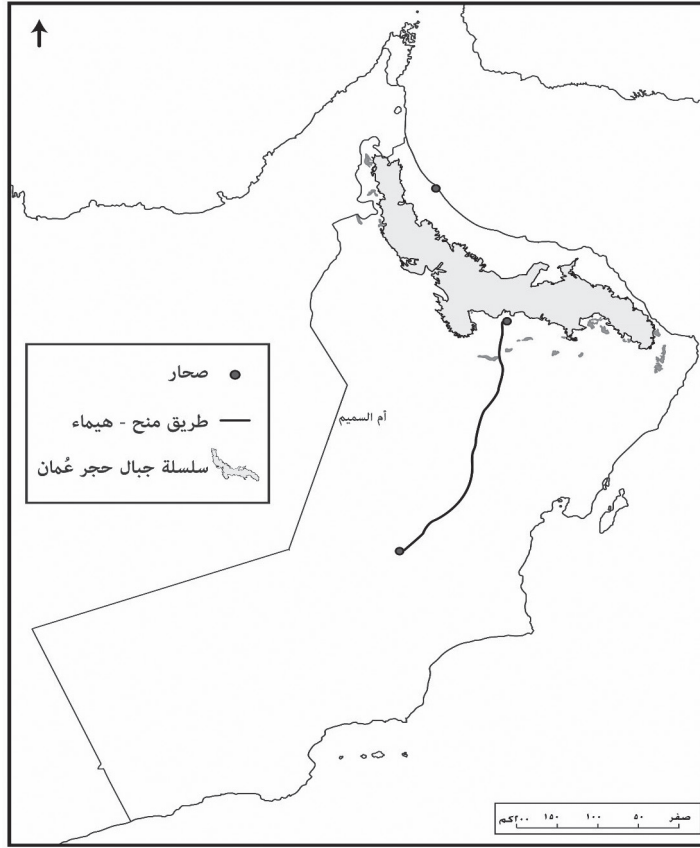 صحار
طريق منح - هيماء
سلسلة جبال حجر عُمان
أم السميم
صفر ٥٠ ١٠٠ ١٥٠ ٢٠٠كم